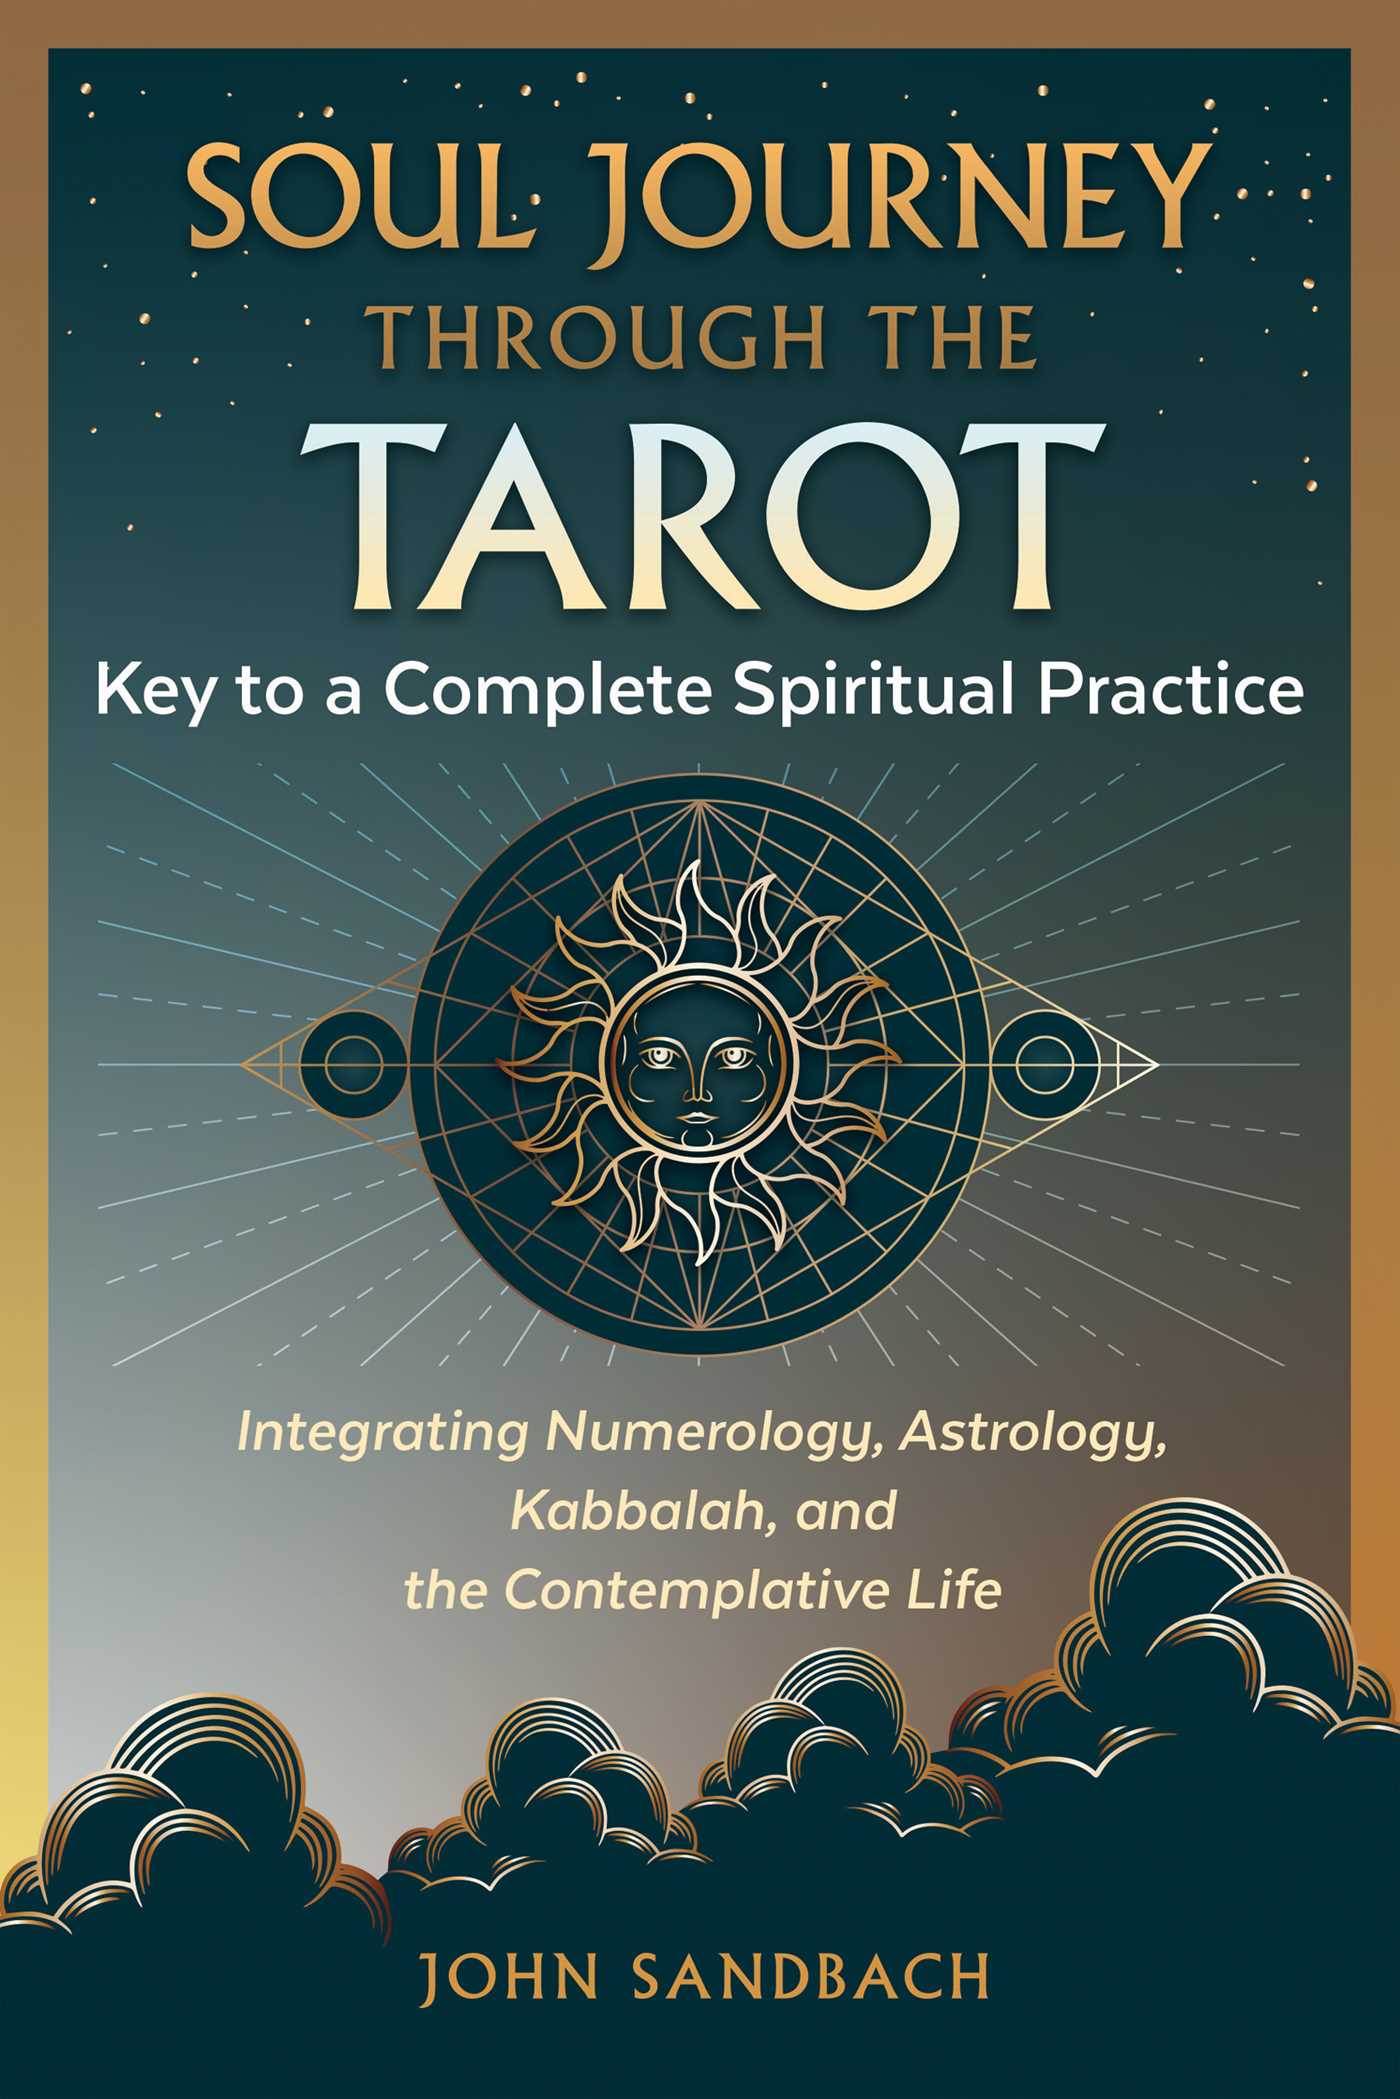 SOUL JOURNEY
THROUGH THE
TAROT
Key to a Complete Spiritual Practice
Integrating Numerology, Astrology,
Kabbalah, and
the Contemplative Life
JOHN SANDBACH